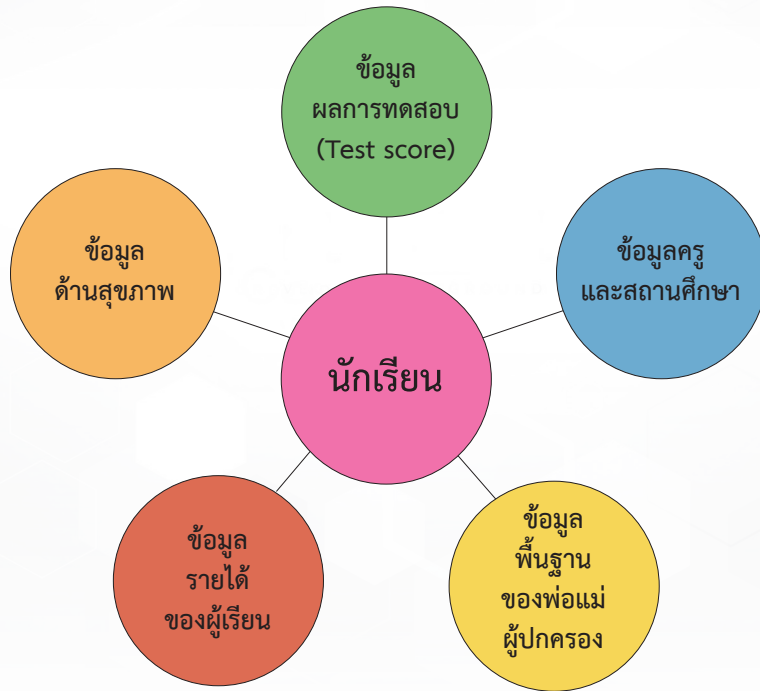 ข้อมูล
ผลการทดสอบ
(Test score)
ข้อมูล
ด้านสุขภาพ
ข้อมูลครู
และสถานศึกษา
นักเรียน
ข้อมูล
รายได้
ของผู้เรียน
ข้อมูล
พื้นฐาน
ของพ่อแม่
ผู้ปกครอง